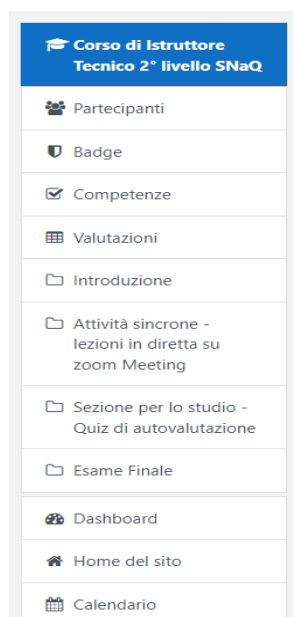 Corso di Istruttore
Tecnico 2° livello SNaQ
Partecipanti
Badge
Competenze
Valutazioni
Introduzione
Attività sincrone -
lezioni in diretta su
zoom Meeting
Sezione per lo studio -
Quiz di autovalutazione
Esame Finale
Dashboard
Home del sito
Calendario